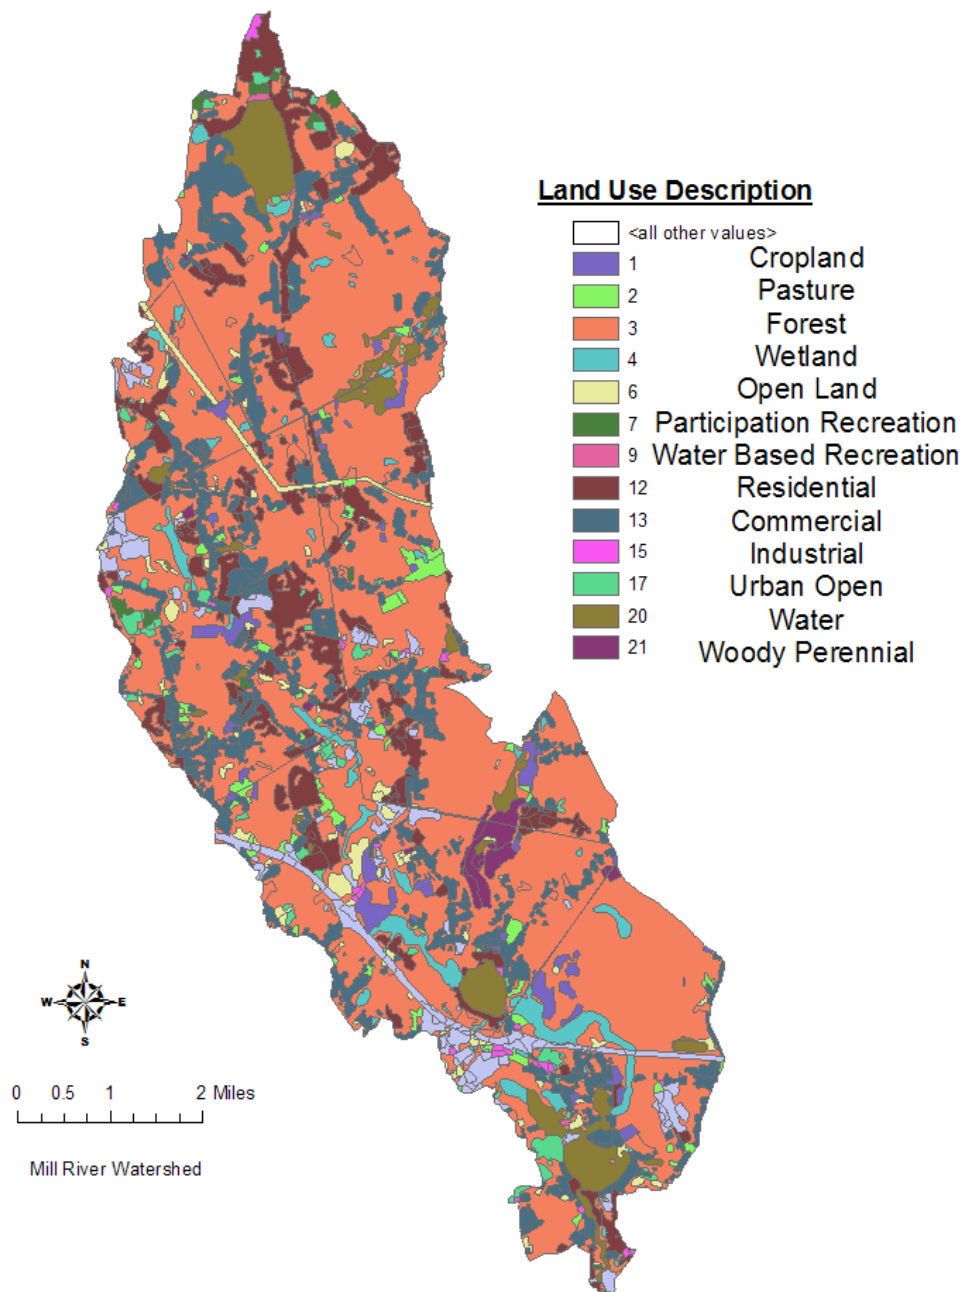 Land Use Description
<all other values>
1 Cropland
2 Pasture
3 Forest
4 Wetland
6 Open Land
7 Participation Recreation
9 Water Based Recreation
12 Residential
13 Commercial
15 Industrial
17 Urban Open
20 Water
21 Woody Perennial
N
W E
S
0 0.5 1 2 Miles
Mill River Watershed